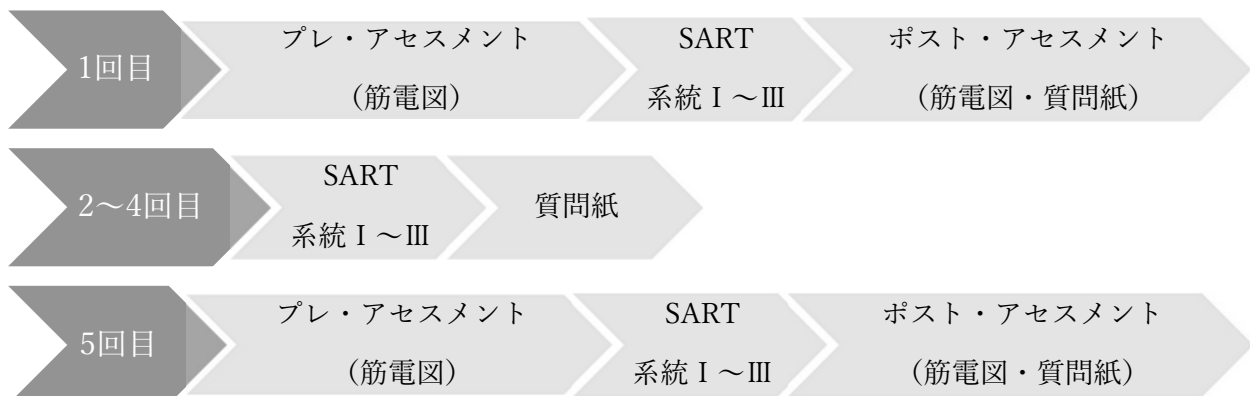 1回目
プレ・アセスメント
（筋電図）
SART
系統Ⅰ～Ⅲ
ポスト・アセスメント
（筋電図・質問紙）
2～4回目
SART
系統Ⅰ～Ⅲ
質問紙
5回目
プレ・アセスメント
（筋電図）
SART
系統Ⅰ～Ⅲ
ポスト・アセスメント
（筋電図・質問紙）